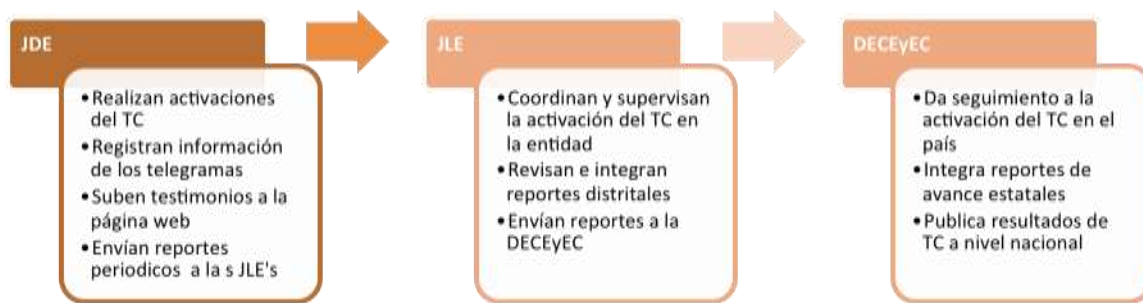 JDE
• Realizan activaciones
del TC
• Registran información
de los telegramas
• Suben testimonios a la
página web
• Envían reportes
periodicos a la s JLE's
JLE
• Coordinan y supervisan
la activación del TC en
la entidad
• Revisan e integran
reportes distritales
• Envían reportes a la
DECEyEC
DECEyEC
• Da seguimiento a la
activación del TC en el
país
• Integra reportes de
avance estatales
• Publica resultados de
TC a nivel nacional